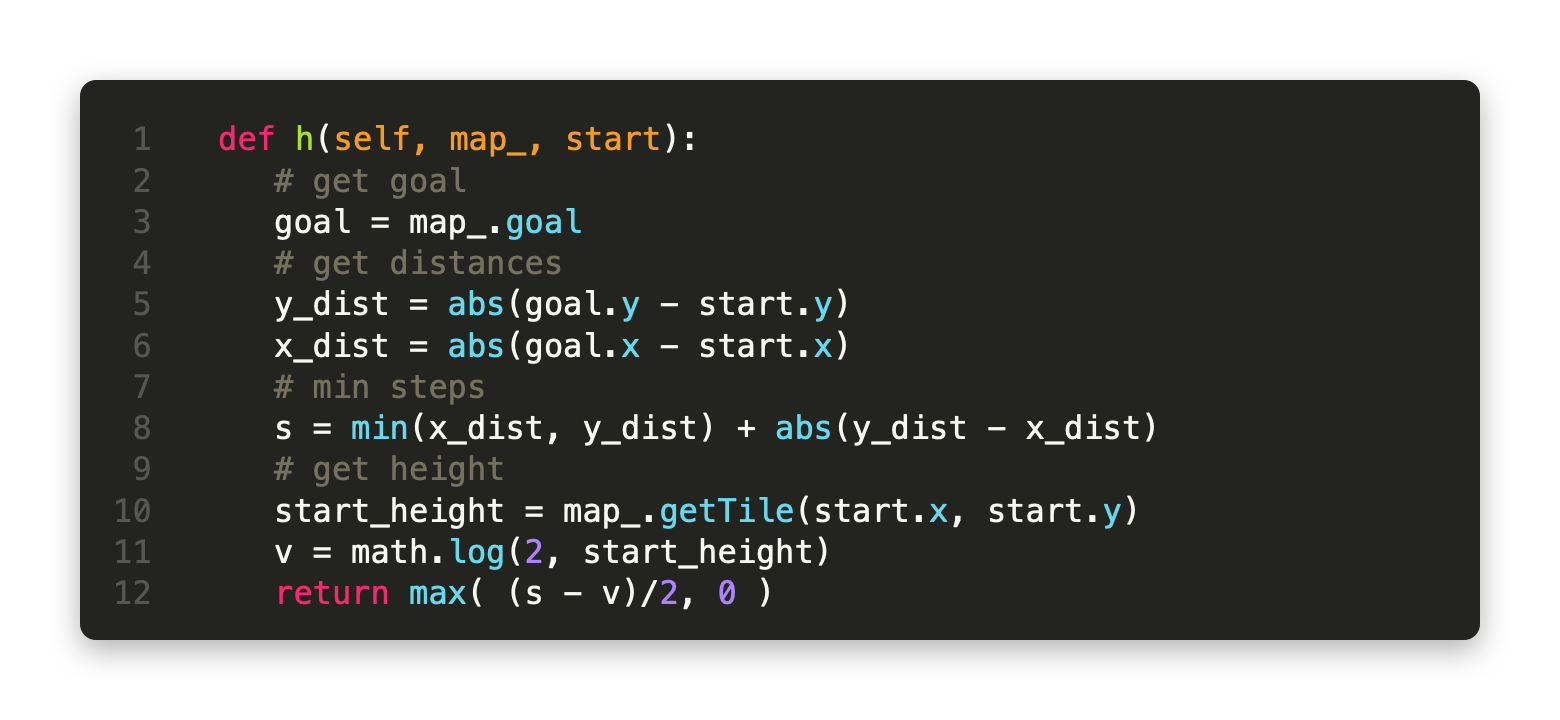 1 def h(self, map_, start):
2 # get goal
3 goal = map_.goal
4 # get distances
5 y_dist = abs(goal.y - start.y)
6 x_dist = abs(goal.x - start.x)
7 # min steps
8 s = min(x_dist, y_dist) + abs(y_dist - x_dist)
9 # get height
10 start_height = map_.getTile(start.x, start.y)
11 v = math.log(2, start_height)
12 return max( (s - v)/2, 0 )